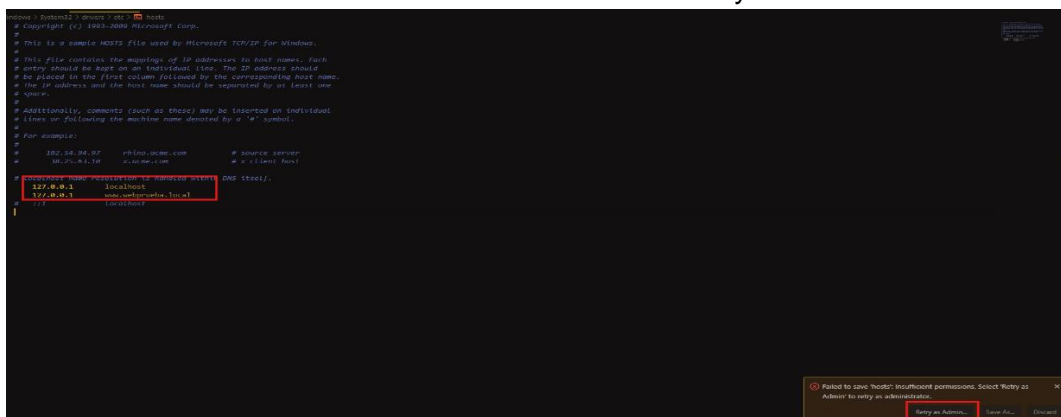 Windows > System32 > drivers > etc > hosts
# Copyright (c) 1993-2009 Microsoft Corp.
#
# This is a sample HOSTS file used by Microsoft TCP/IP for Windows.
#
# This file contains the mappings of IP addresses to host names. Each
# entry should be kept on an individual line. The IP address should
# be placed in the first column followed by the corresponding host name.
# The IP address and the host name should be separated by at least one
# space.
#
# Additionally, comments (such as these) may be inserted on individual
# lines or following the machine name denoted by a '#' symbol.
#
# For example:
#
# 102.54.94.97 rhino.acme.com # source server
# 38.25.63.10 x.acme.com # x client host
# localhost name resolution is handled within DNS itself.
127.0.0.1 localhost
127.0.0.1 www.webprueba.local
# ::1 localhost
Failed to save 'hosts': Insufficient permissions. Select 'Retry as
Admin' to retry as administrator.
Retry as Admin... Save As... Discard